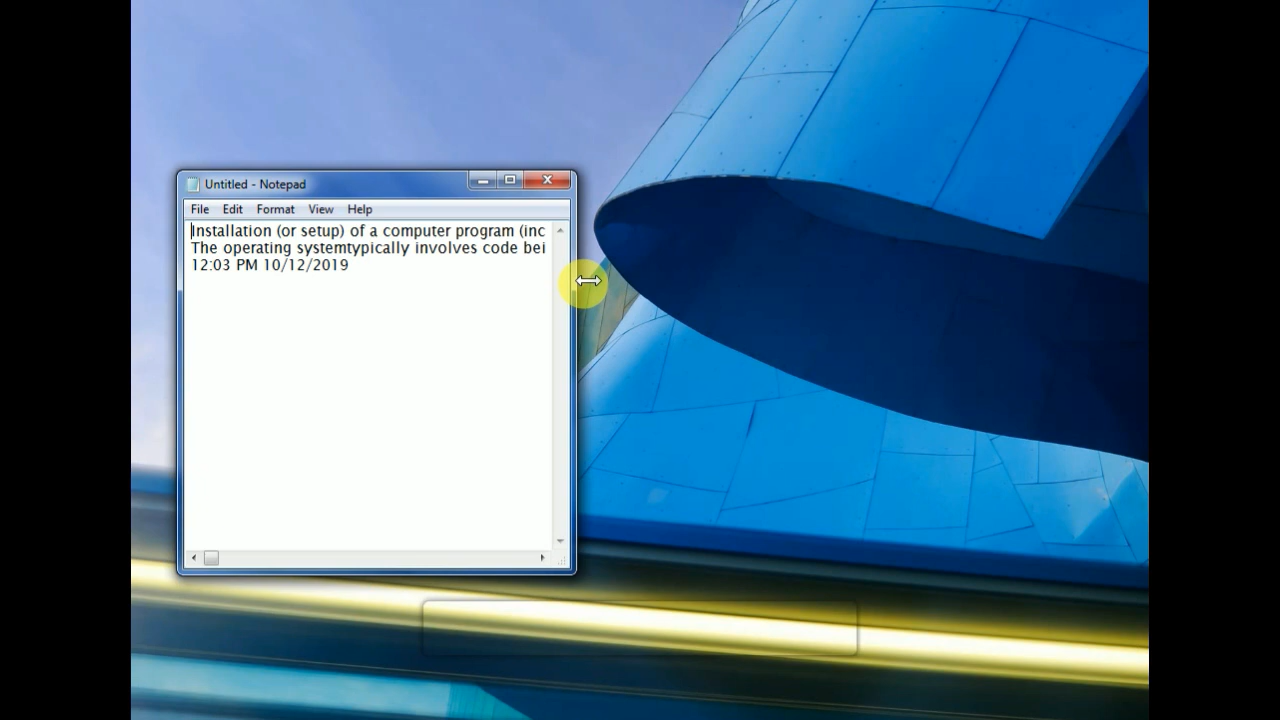 Untitled - Notepad
File Edit Format View Help
Installation (or setup) of a computer program (inc
The operating systemtypically involves code bei
12:03 PM 10/12/2019